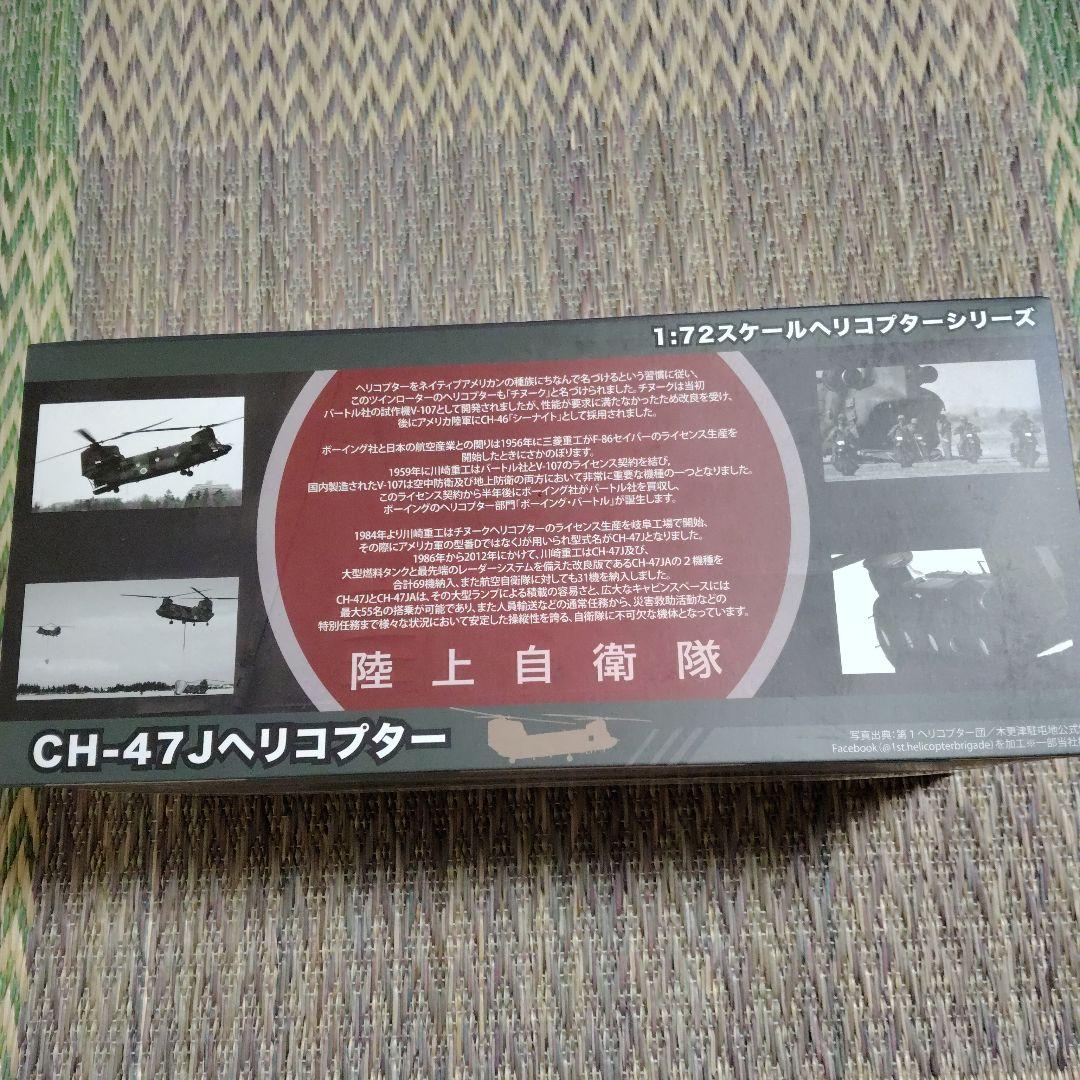 1:72スケールヘリコプターシリーズ
ヘリコプターをネイティブアメリカンの種族にちなんで名づけるという習慣に従い、
このツインローターのヘリコプターも「チヌーク」と名づけられました。チヌークは当初
バートル社の試作機V-107として開発されましたが、性能が要求に満たなかったため改良を受け、
後にアメリカ陸軍にCH-46「シーナイト」として採用されました。
ボーイング社と日本の航空産業との関りは1956年に三菱重工がF-86セイバーのライセンス生産を
開始したときにさかのぼります。
1959年に川崎重工はバートル社とV-107のライセンス契約を結び、
国内製造されたV-107は空中防衛及び地上防衛の両方において非常に重要な機種の一つとなりました。
このライセンス契約から半年後にボーイング社がバートル社を買収し、
ボーイングのヘリコプター部門「ボーイング・バートル」が誕生します。
1984年より川崎重工はチヌークヘリコプターのライセンス生産を岐阜工場で開始、
その際にアメリカ軍の型番DではなくJが用いられ型式名がCH-47Jとなりました。
1986年から2012年にかけて、川崎重工はCH-47J及び、
大型燃料タンクと最先端のレーダーシステムを備えた改良版であるCH-47JAの2機種を
合計69機納入、また航空自衛隊に対しても31機を納入しました。
CH-47JとCH-47JAは、その大型ランプによる積載の容易さと、広大なキャビンスペースには
最大55名の搭乗が可能であり、また人員輸送などの通常任務から、災害救助活動などの
特別任務まで様々な状況において安定した操縦性を誇る、自衛隊に不可欠な機体となっています。
陸上自衛隊
CH-47Jヘリコプター
写真出典：第1ヘリコプター団／木更津駐屯地公式
Facebook（@1st.helicopterbrigade）を加工※一部当社